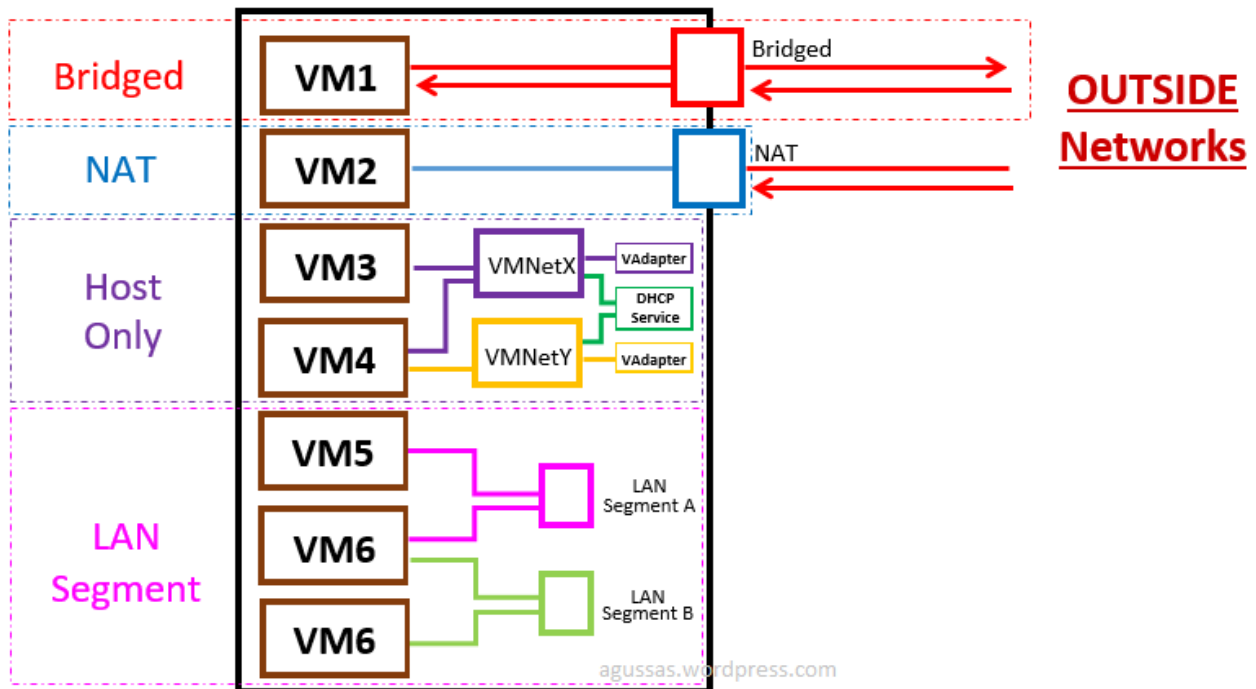 Bridged
VM1
Bridged
OUTSIDE
Networks
NAT
VM2
NAT
Host
Only
VM3
VMNetX
VAdapter
DHCP
Service
VM4
VMNetY
VAdapter
LAN
Segment
VM5
LAN
Segment A
VM6
LAN
Segment B
VM6
agussas.wordpress.com